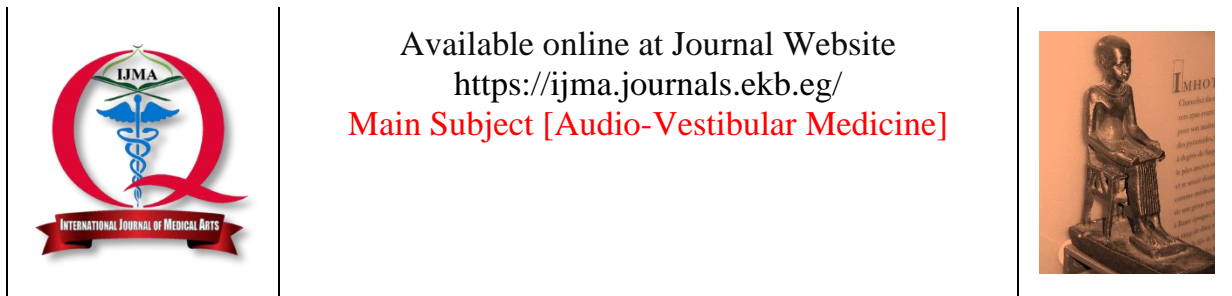 IJMA
INTERNATIONAL JOURNAL OF MEDICAL ARTS
Available online at Journal Website
https://ijma.journals.ekb.eg/
Main Subject [Audio-Vestibular Medicine]
IMHOT